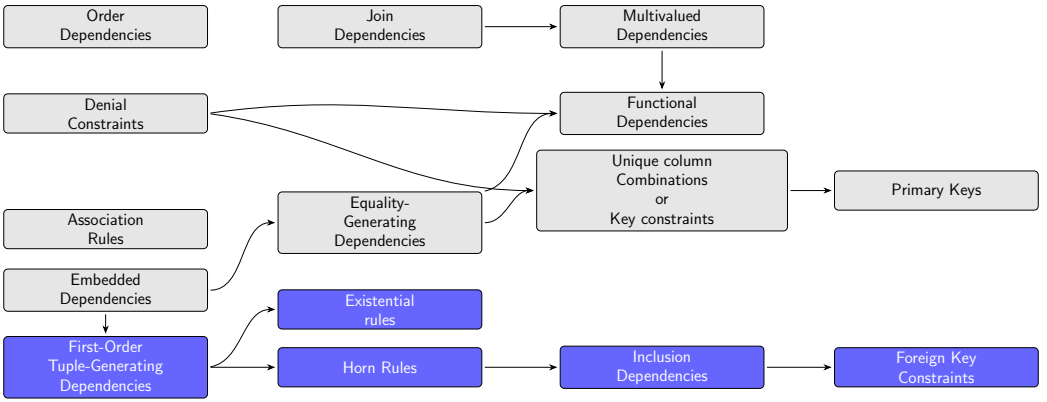 Order
Dependencies
Join
Dependencies
Multivalued
Dependencies
Denial
Constraints
Functional
Dependencies
Unique column
Combinations
or
Key constraints
Primary Keys
Equality-
Generating
Dependencies
Association
Rules
Embedded
Dependencies
Existential
rules
First-Order
Tuple-Generating
Dependencies
Horn Rules
Inclusion
Dependencies
Foreign Key
Constraints